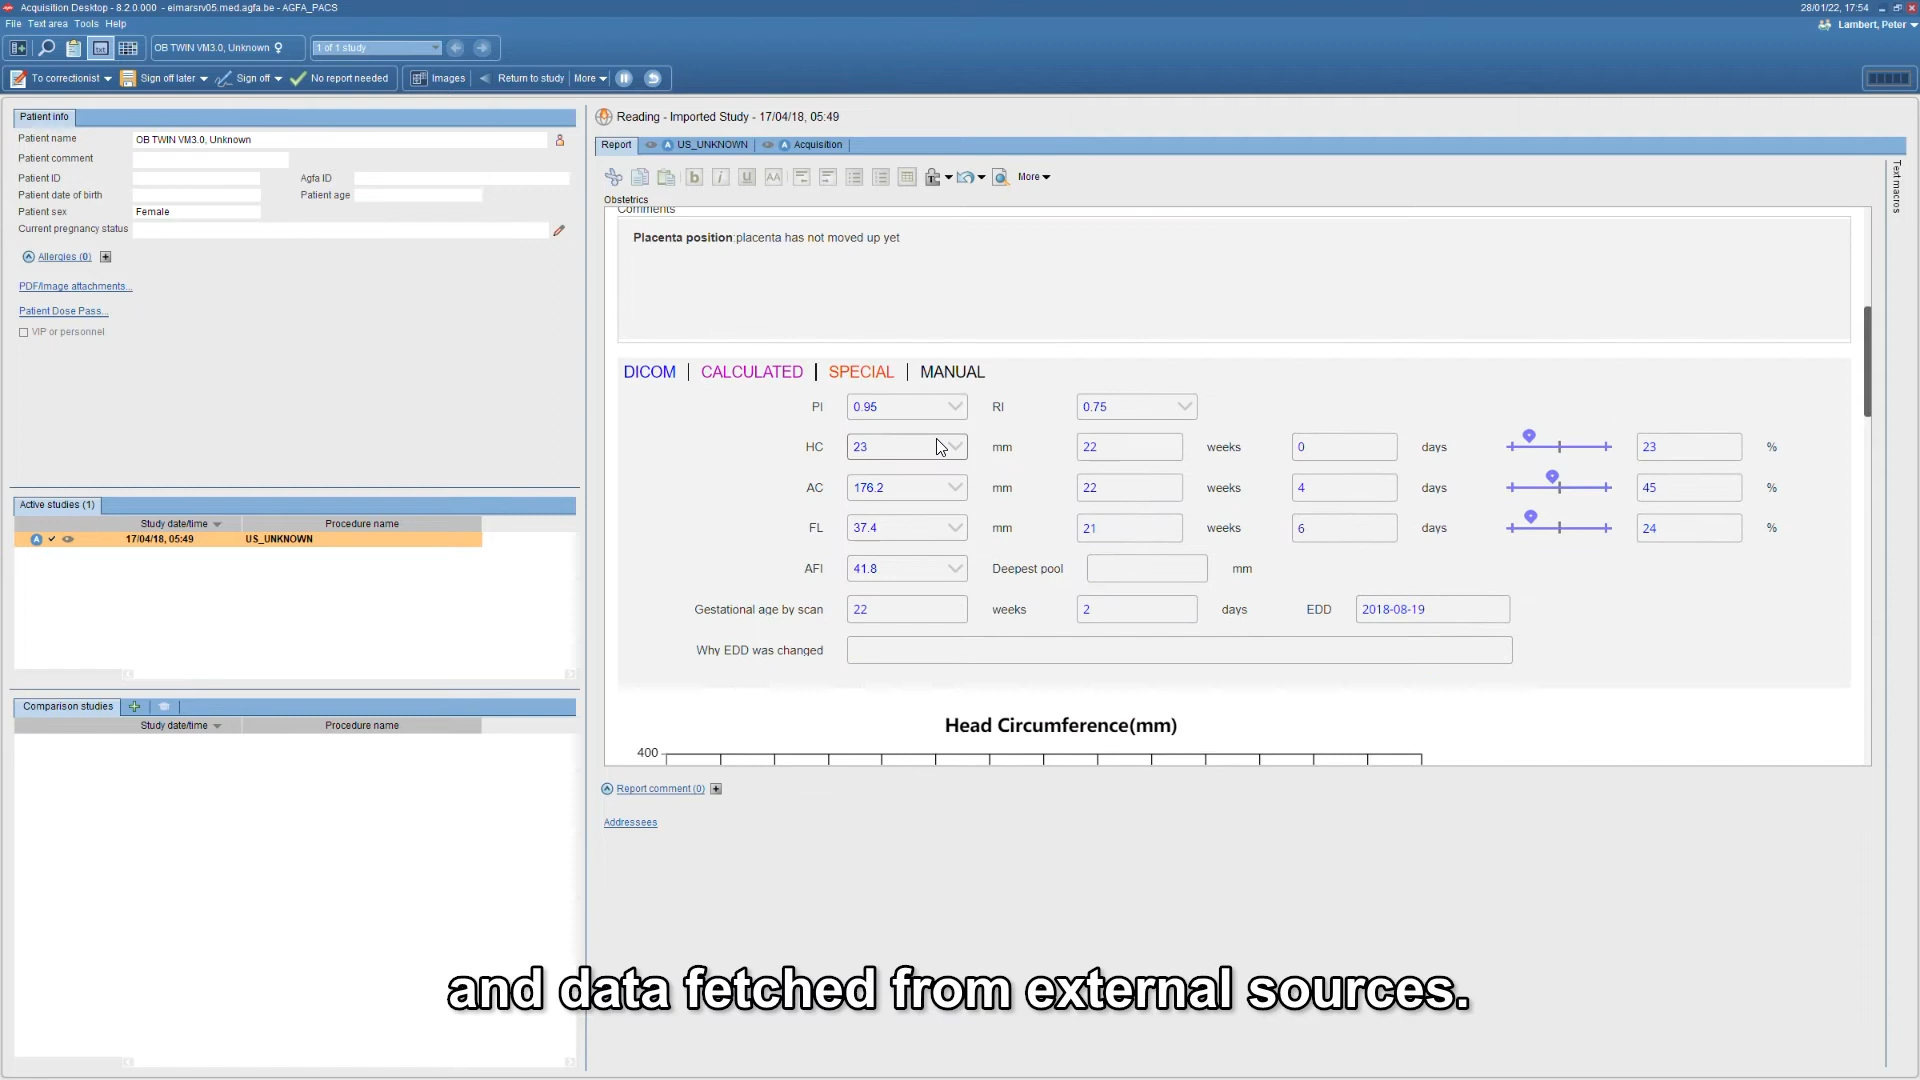 Acquisition Desktop - 8.2.0.000 - eimarsrv05.med.agfa.be - AGFA_PACS
28/01/22, 17:54
File Text area Tools Help
Lambert, Peter
OB TWIN VM3.0, Unknown
1 of 1 study
To correctionist
Sign off later
Sign off
No report needed
Images
Return to study
More
Patient info
Patient name OB TWIN VM3.0, Unknown
Patient comment
Patient ID Agfa ID
Patient date of birth Patient age
Patient sex Female
Current pregnancy status
Allergies (0)
PDF/Image attachments...
Patient Dose Pass...
VIP or personnel
Active studies (1)
Study date/time Procedure name
A 17/04/18, 05:49 US_UNKNOWN
Comparison studies
Study date/time Procedure name
Reading - Imported Study - 17/04/18, 05:49
Report A US_UNKNOWN A Acquisition
b i u AA More
Text macros
Obstetrics
Comments
Placenta position:placenta has not moved up yet
DICOM | CALCULATED | SPECIAL | MANUAL
PI 0.95 RI 0.75
HC 23 mm 22 weeks 0 days 23 %
AC 176.2 mm 22 weeks 4 days 45 %
FL 37.4 mm 21 weeks 6 days 24 %
AFI 41.8 Deepest pool mm
Gestational age by scan 22 weeks 2 days EDD 2018-08-19
Why EDD was changed
Head Circumference(mm)
400
Report comment (0)
Addressees
and data fetched from external sources.